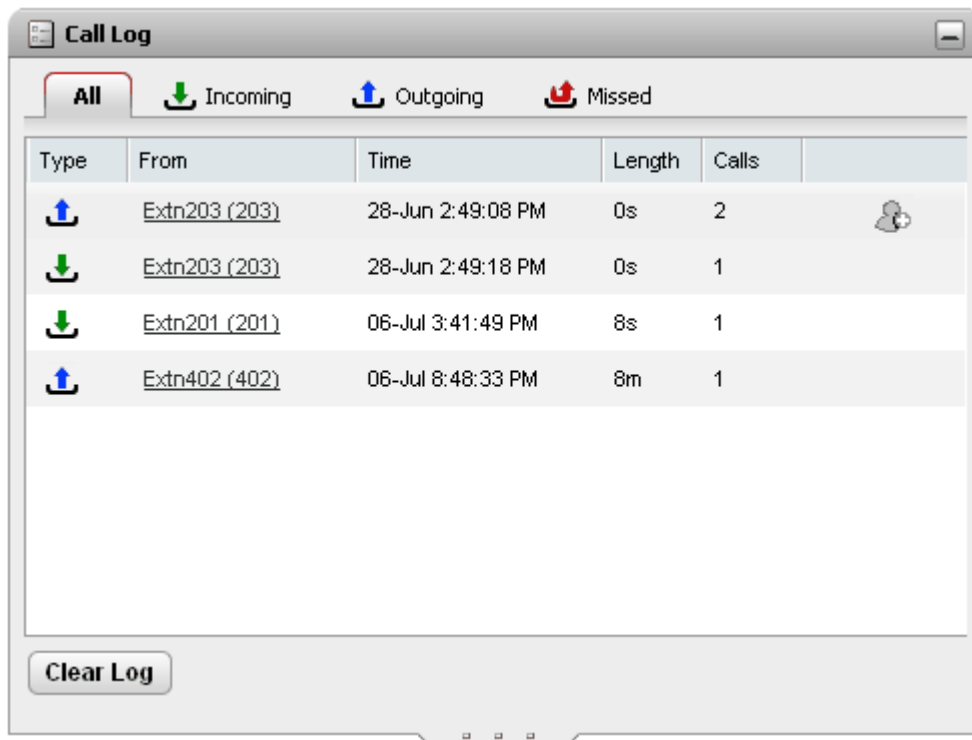 Call Log
All Incoming Outgoing Missed
Type From Time Length Calls
Extn203 (203) 28-Jun 2:49:08 PM 0s 2
Extn203 (203) 28-Jun 2:49:18 PM 0s 1
Extn201 (201) 06-Jul 3:41:49 PM 8s 1
Extn402 (402) 06-Jul 8:48:33 PM 8m 1
Clear Log